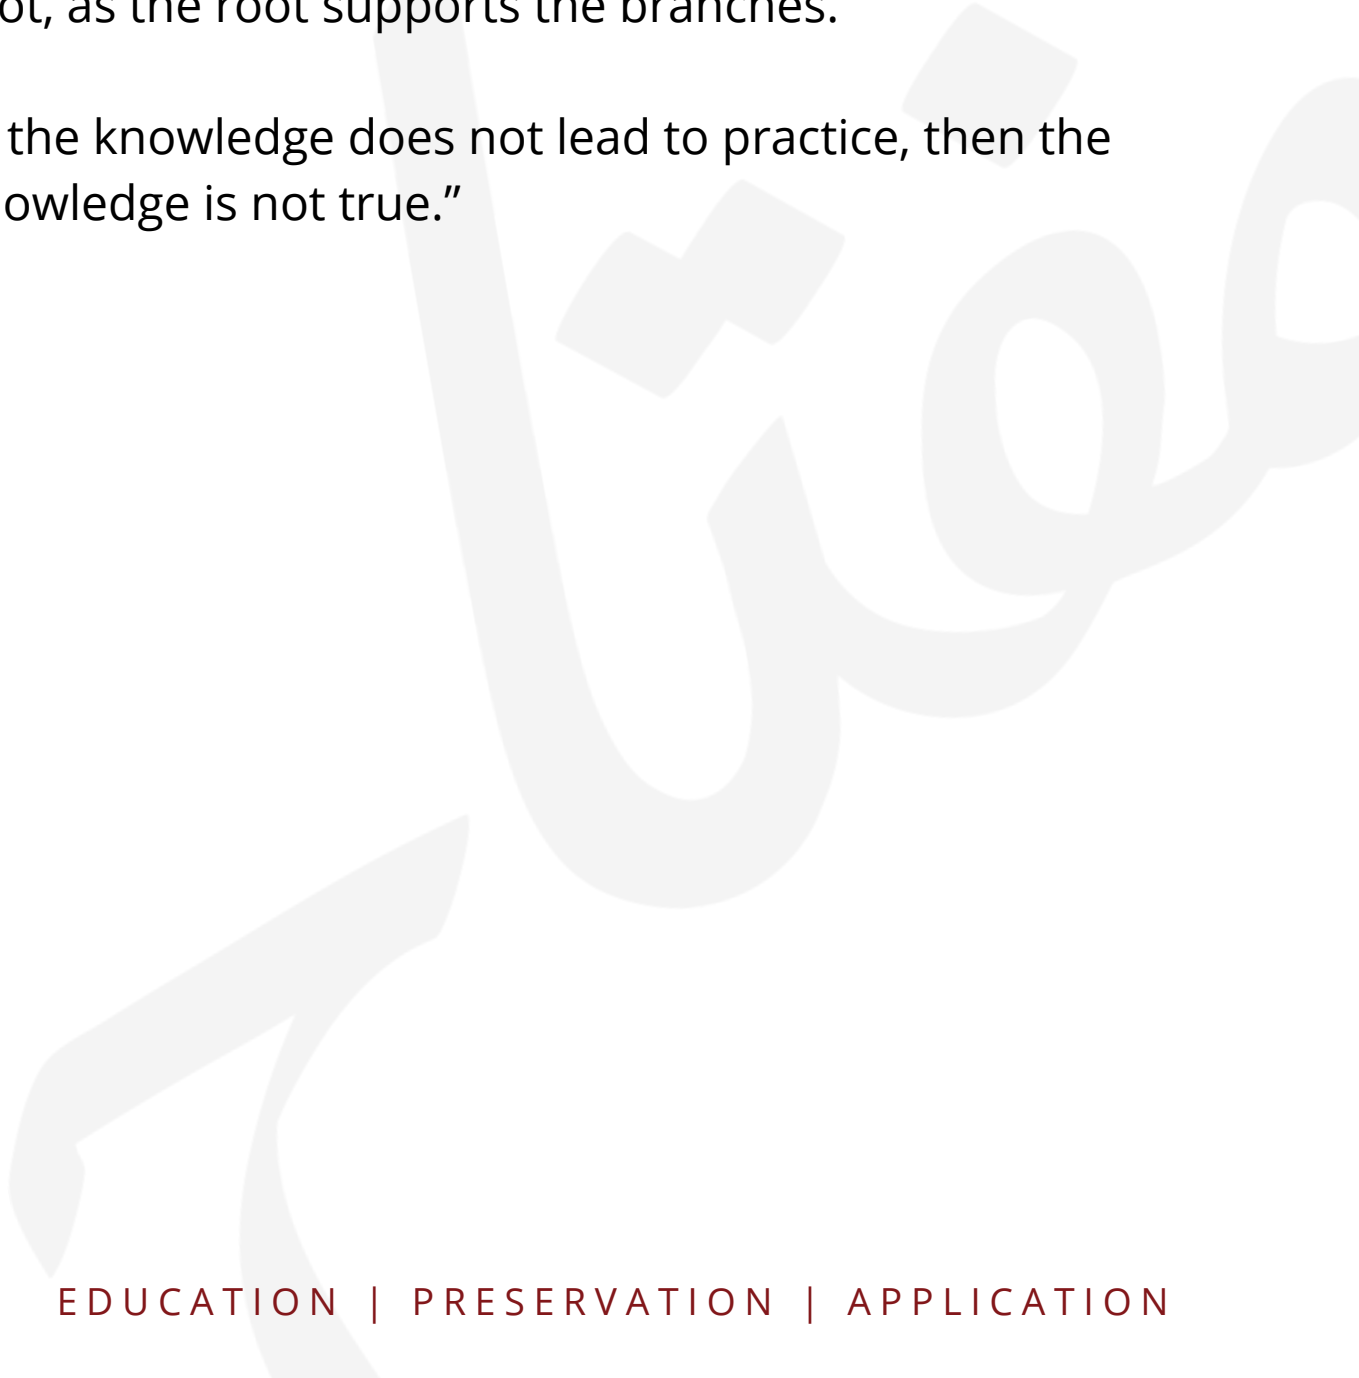 ot, as the root supports the branches.
the knowledge does not lead to practice, then the
owledge is not true.”
مفتاح
EDUCATION | PRESERVATION | APPLICATION